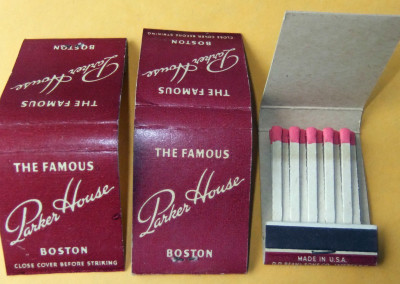 BOSTON
Parker House
THE FAMOUS
THE FAMOUS
Parker House
BOSTON
CLOSE COVER BEFORE STRIKING
CLOSE COVER BEFORE STRIKING
BOSTON
Parker House
THE FAMOUS
THE FAMOUS
Parker House
BOSTON
MADE IN U.S.A.